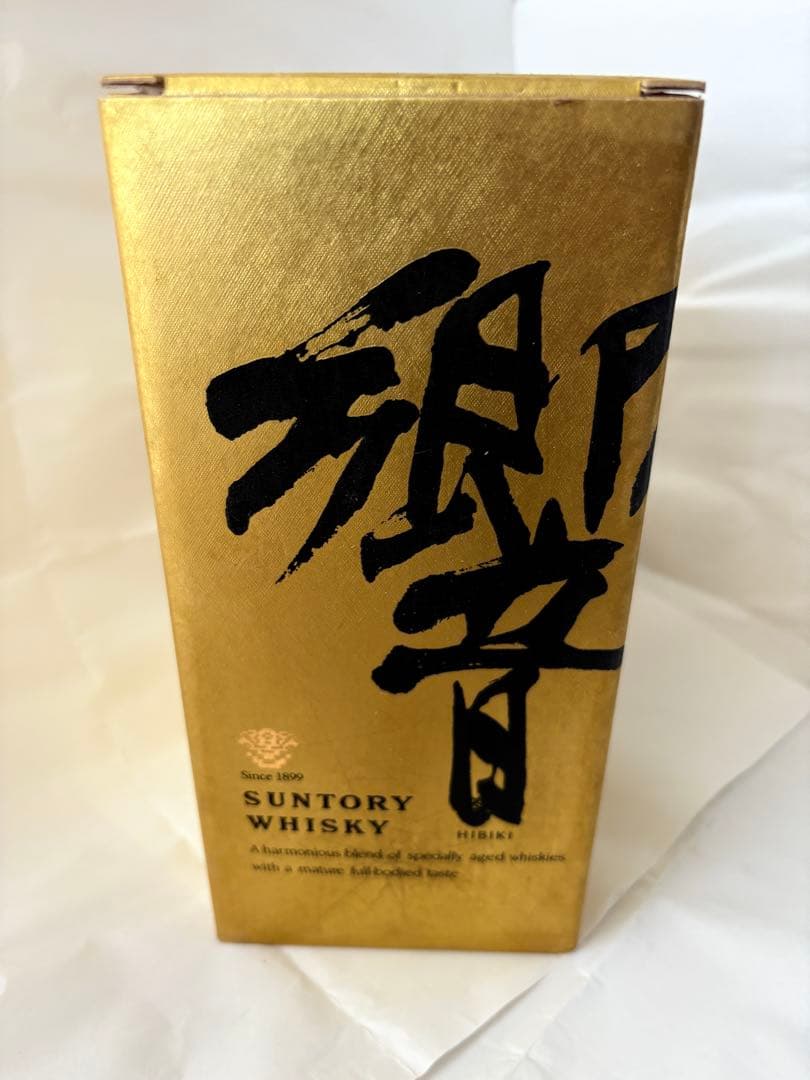 響
Since 1899
SUNTORY
WHISKY
HIBIKI
A harmonious blend of specially aged whiskies
with a mature full-bodied taste